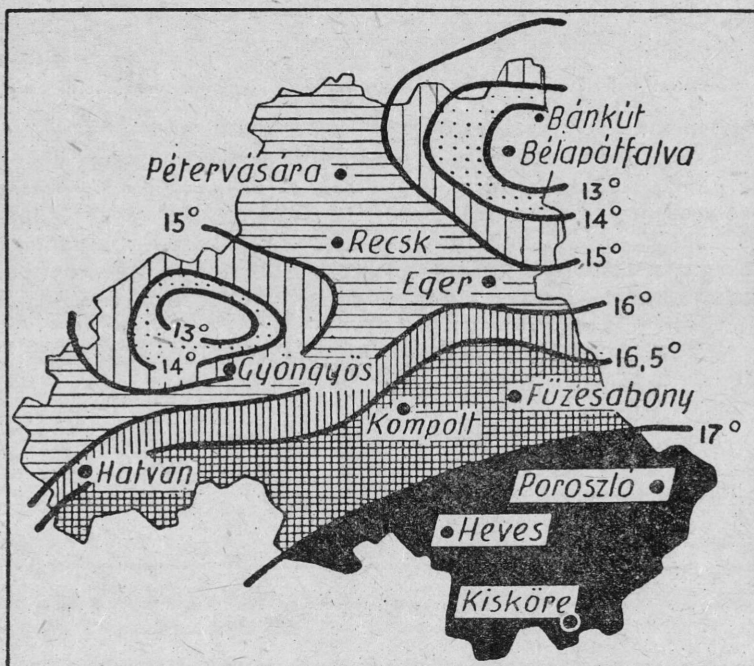 Bánkút
Bélapátfalva
Pétervására
13°
14°
15°
Recsk
15°
Eger
16°
13°
14°
Gyöngyös
16,5°
Füzesabony
Kompolt
17°
Hatvan
Poroszló
Heves
Kisköre